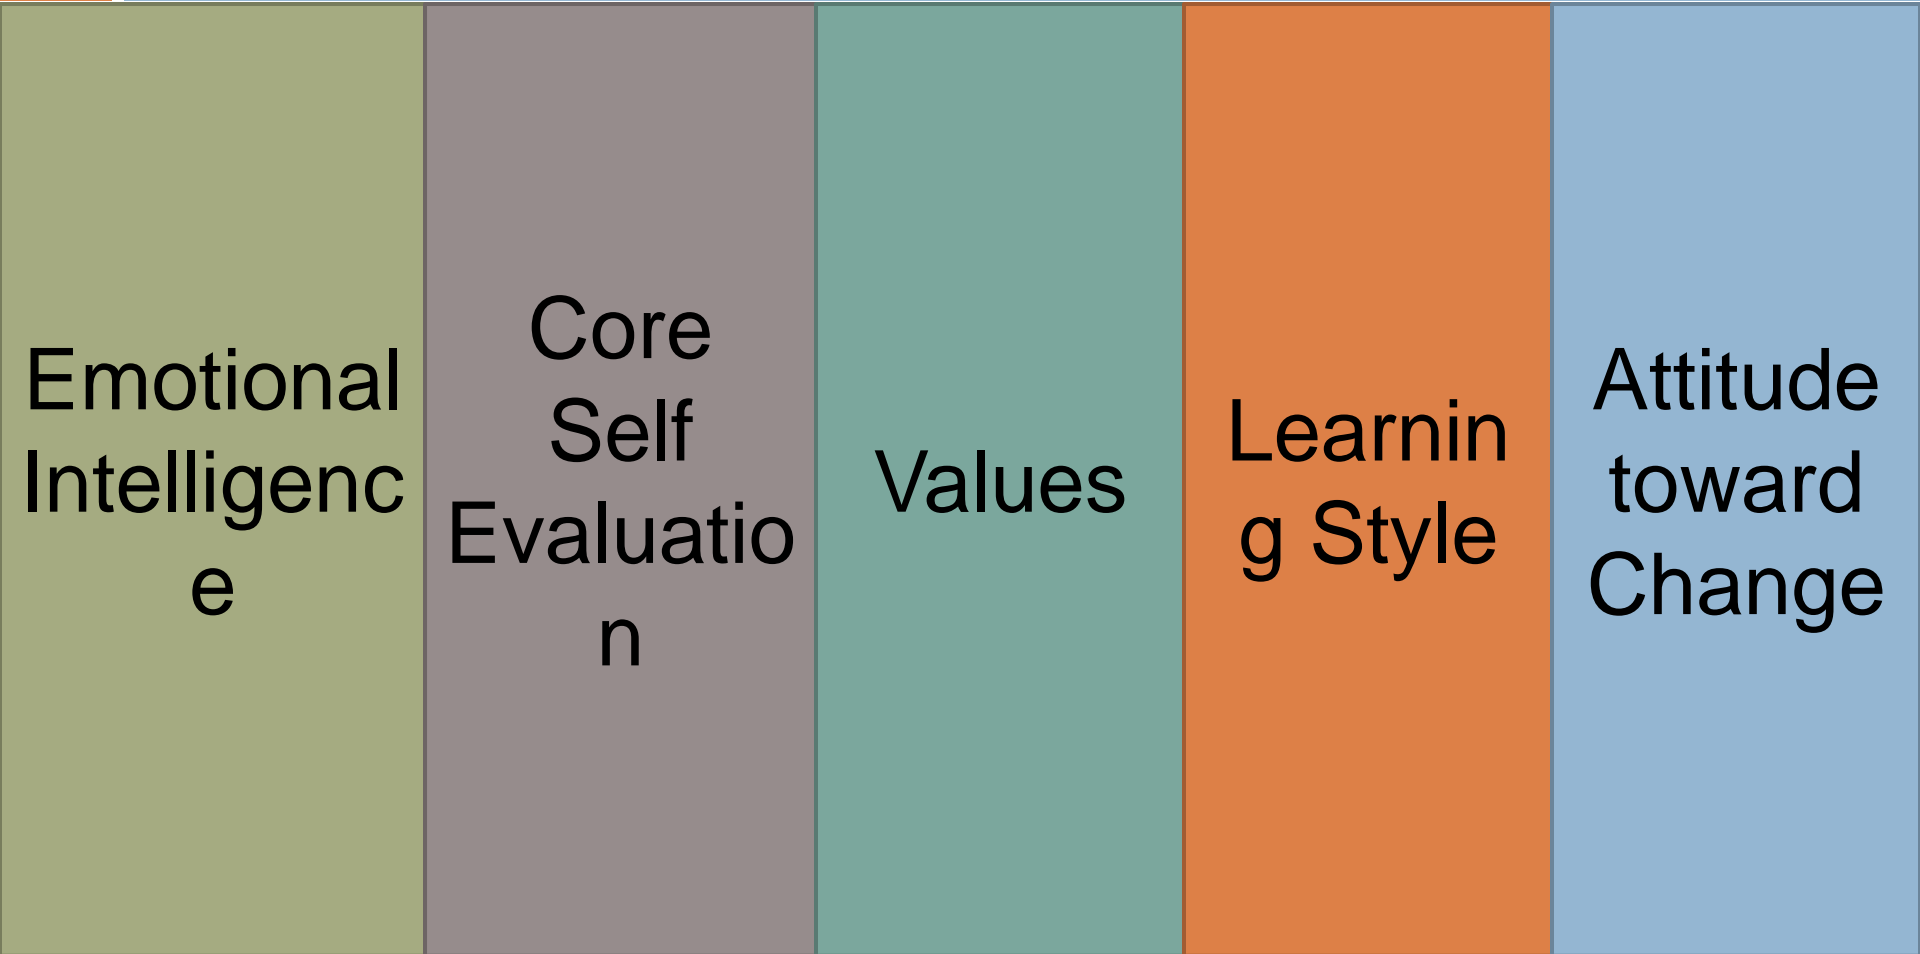 Emotional
Intelligenc
e
Core
Self
Evaluatio
n
Values
Learnin
g Style
Attitude
toward
Change